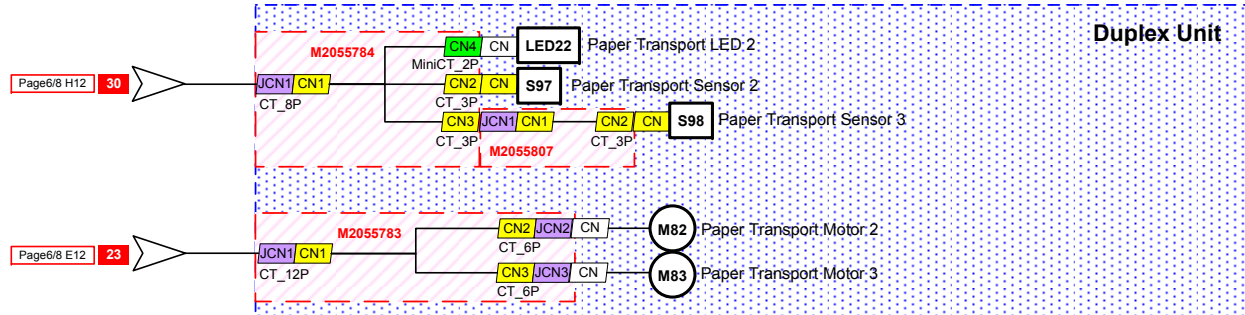 Duplex Unit
M2055784
CN4 CN LED22 Paper Transport LED 2
MiniCT_2P
Page6/8 H12 30 JCN1 CN1 CN2 CN S97 Paper Transport Sensor 2
CT_8P CT_3P
CN3 JCN1 CN1 CN2 CN S98 Paper Transport Sensor 3
CT_3P M2055807 CT_3P
M2055783 CN2 JCN2 CN M82 Paper Transport Motor 2
CT_6P
Page6/8 E12 23 JCN1 CN1
CT_12P CN3 JCN3 CN M83 Paper Transport Motor 3
CT_6P